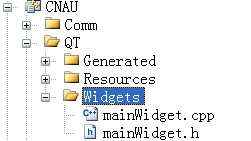 CNAU
Comm
QT
Generated
Resources
Widgets
mainWidget.cpp
mainWidget.h